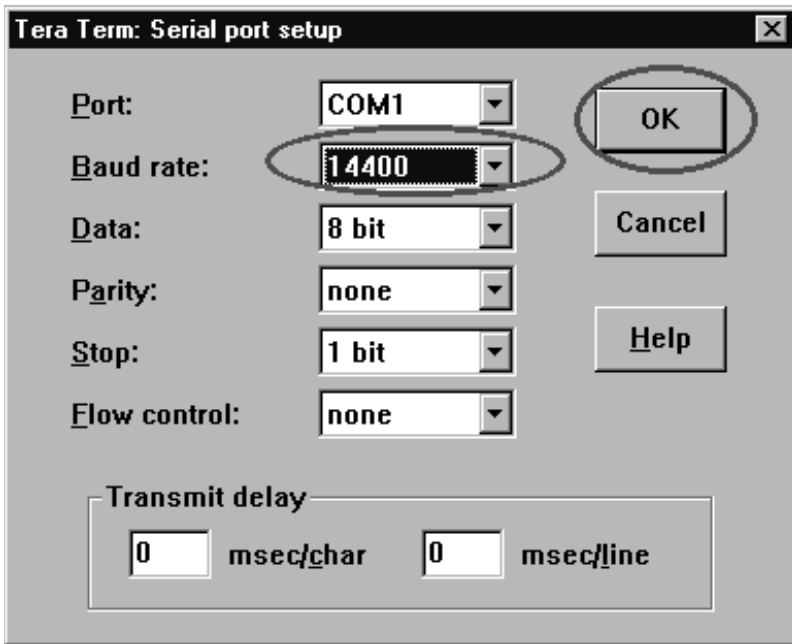 Tera Term: Serial port setup
Port: COM1
OK
Baud rate: 14400
Data: 8 bit
Cancel
Parity: none
Stop: 1 bit
Help
Flow control: none
Transmit delay
0 msec/char 0 msec/line